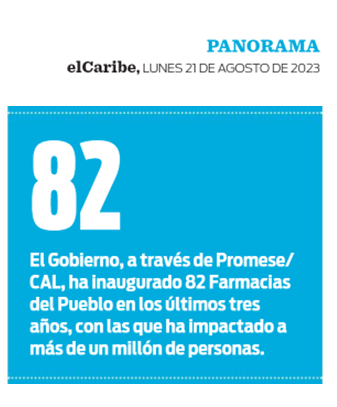 PANORAMA
elCaribe, LUNES 21 DE AGOSTO DE 2023
82
El Gobierno, a través de Promese/
CAL, ha inaugurado 82 Farmacias
del Pueblo en los últimos tres
años, con las que ha impactado a
más de un millón de personas.